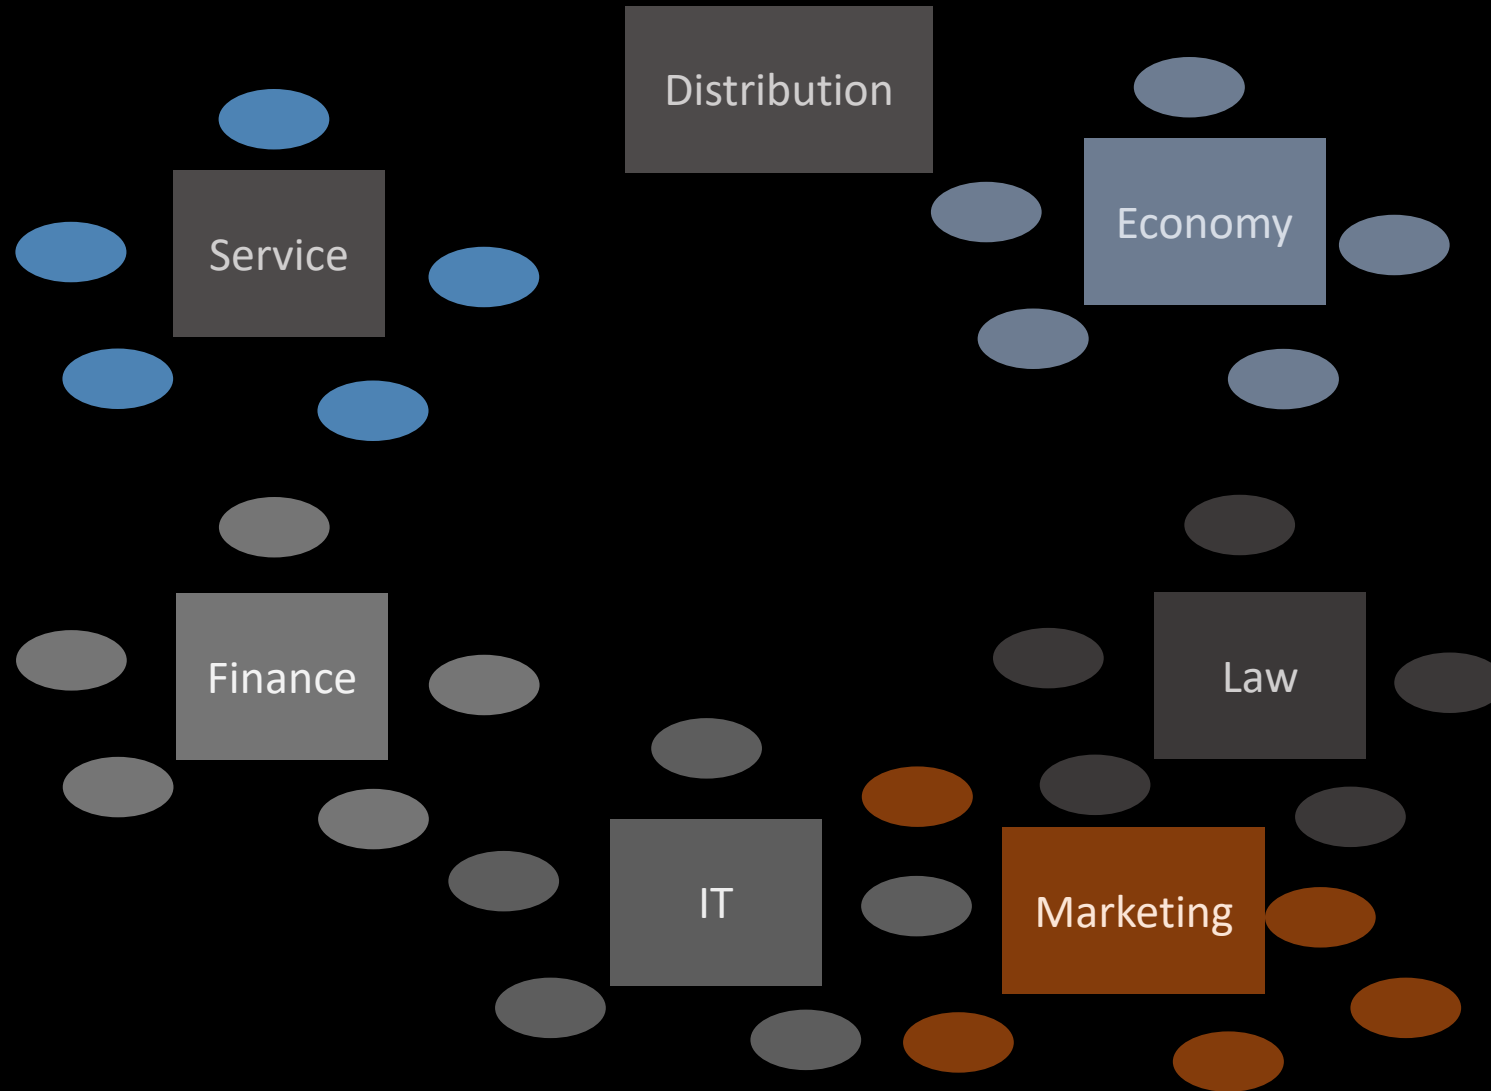 Distribution
Economy
Service
Finance
Law
IT
Marketing